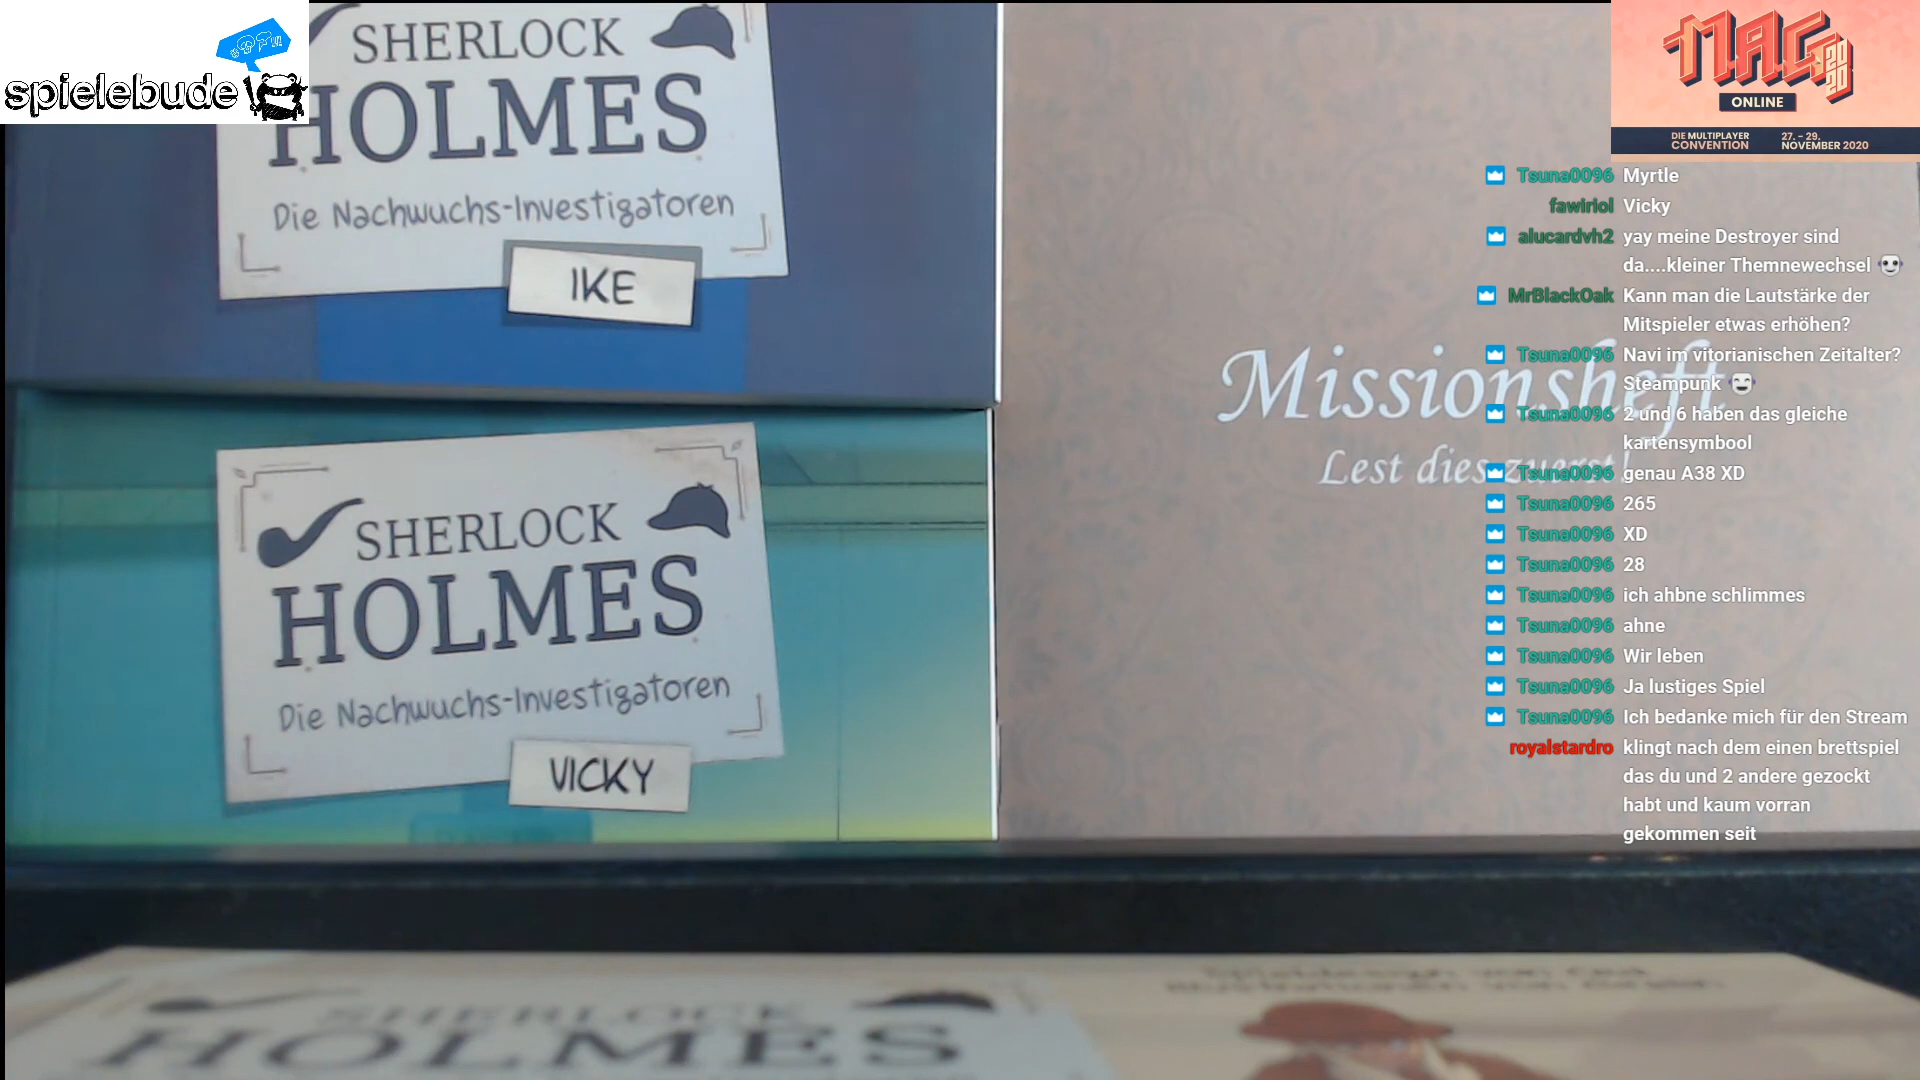 spielebude
SHERLOCK
HOLMES
Die Nachwuchs-Investigatoren
IKE
SHERLOCK
HOLMES
Die Nachwuchs-Investigatoren
VICKY
Missionsheft
Lest dies zuerst!
SHERLOCK
HOLMES
MAG
2020
ONLINE
DIE MULTIPLAYER
CONVENTION
27. – 29.
NOVEMBER 2020
Tsuna0096 Myrtle
fawiriol Vicky
alucardvh2 yay meine Destroyer sind
da....kleiner Themnewechsel
MrBlackOak Kann man die Lautstärke der
Mitspieler etwas erhöhen?
Tsuna0096 Navi im vitorianischen Zeitalter?
Steampunk
Tsuna0096 2 und 6 haben das gleiche
kartensymbool
Tsuna0096 genau A38 XD
Tsuna0096 265
Tsuna0096 XD
Tsuna0096 28
Tsuna0096 ich ahbne schlimmes
Tsuna0096 ahne
Tsuna0096 Wir leben
Tsuna0096 Ja lustiges Spiel
Tsuna0096 Ich bedanke mich für den Stream
royalstardro klingt nach dem einen brettspiel
das du und 2 andere gezockt
habt und kaum vorran
gekommen seit